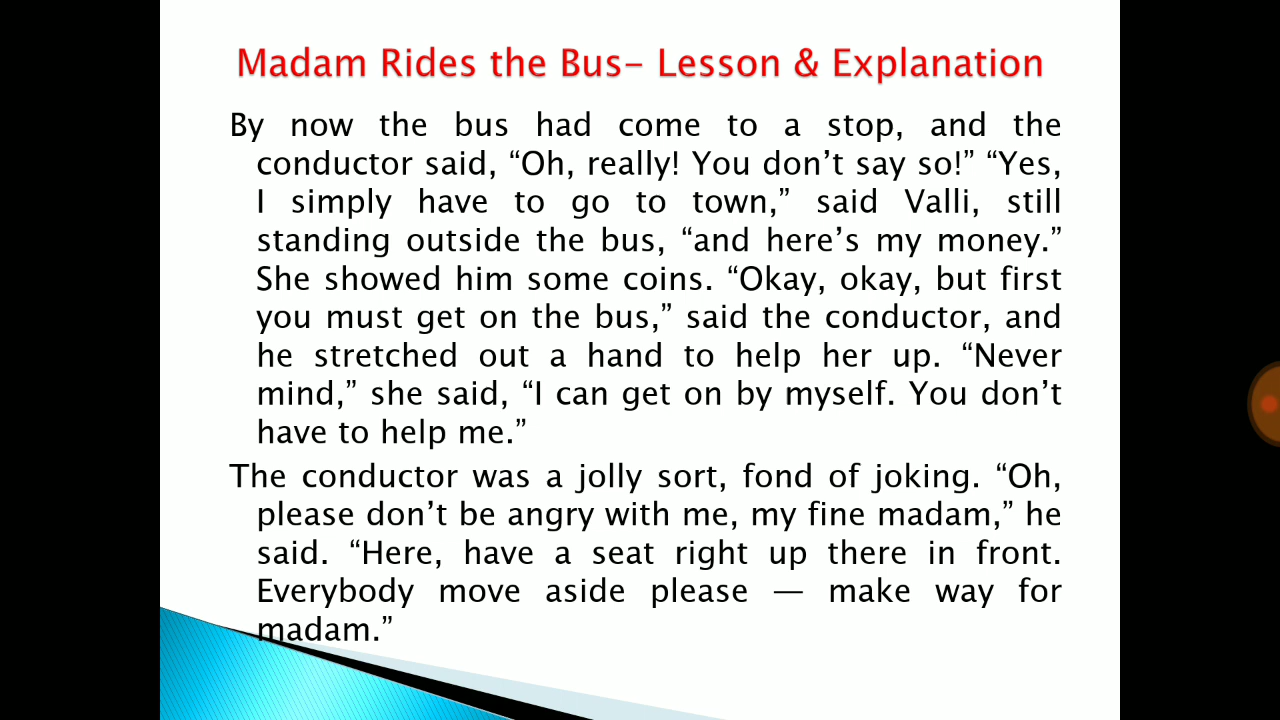 Madam Rides the Bus– Lesson & Explanation
By now the bus had come to a stop, and the
conductor said, “Oh, really! You don’t say so!” “Yes,
I simply have to go to town,” said Valli, still
standing outside the bus, “and here’s my money.”
She showed him some coins. “Okay, okay, but first
you must get on the bus,” said the conductor, and
he stretched out a hand to help her up. “Never
mind,” she said, “I can get on by myself. You don’t
have to help me.”
The conductor was a jolly sort, fond of joking. “Oh,
please don’t be angry with me, my fine madam,” he
said. “Here, have a seat right up there in front.
Everybody move aside please — make way for
madam.”